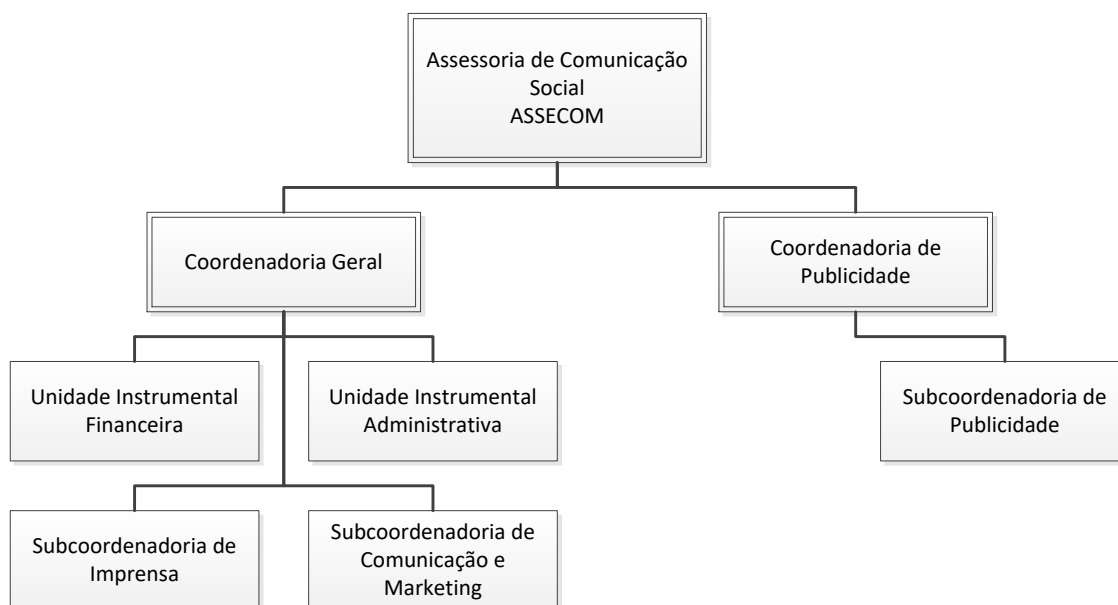 Assessoria de Comunicação
Social
ASSECOM
Coordenadoria Geral
Coordenadoria de
Publicidade
Unidade Instrumental
Financeira
Unidade Instrumental
Administrativa
Subcoordenadoria de
Publicidade
Subcoordenadoria de
Imprensa
Subcoordenadoria de
Comunicação e
Marketing